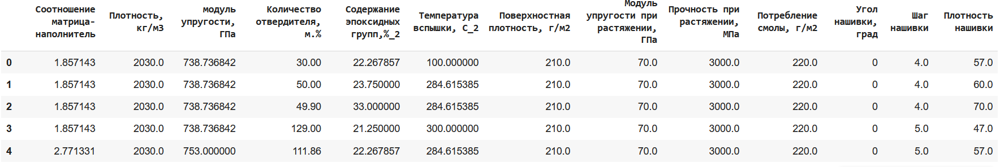 Соотношение матрица-наполнитель Плотность, кг/м3 модуль упругости, ГПа Количество отвердителя, м.% Содержание эпоксидных групп,%_2 Температура вспышки, С_2 Поверхностная плотность, г/м2 Модуль упругости при растяжении, ГПа Прочность при растяжении, МПа Потребление смолы, г/м2 Угол нашивки, град Шаг нашивки Плотность нашивки
0 1.857143 2030.0 738.736842 30.00 22.267857 100.000000 210.0 70.0 3000.0 220.0 0 4.0 57.0
1 1.857143 2030.0 738.736842 50.00 23.750000 284.615385 210.0 70.0 3000.0 220.0 0 4.0 60.0
2 1.857143 2030.0 738.736842 49.90 33.000000 284.615385 210.0 70.0 3000.0 220.0 0 4.0 70.0
3 1.857143 2030.0 738.736842 129.00 21.250000 300.000000 210.0 70.0 3000.0 220.0 0 5.0 47.0
4 2.771331 2030.0 753.000000 111.86 22.267857 284.615385 210.0 70.0 3000.0 220.0 0 5.0 57.0